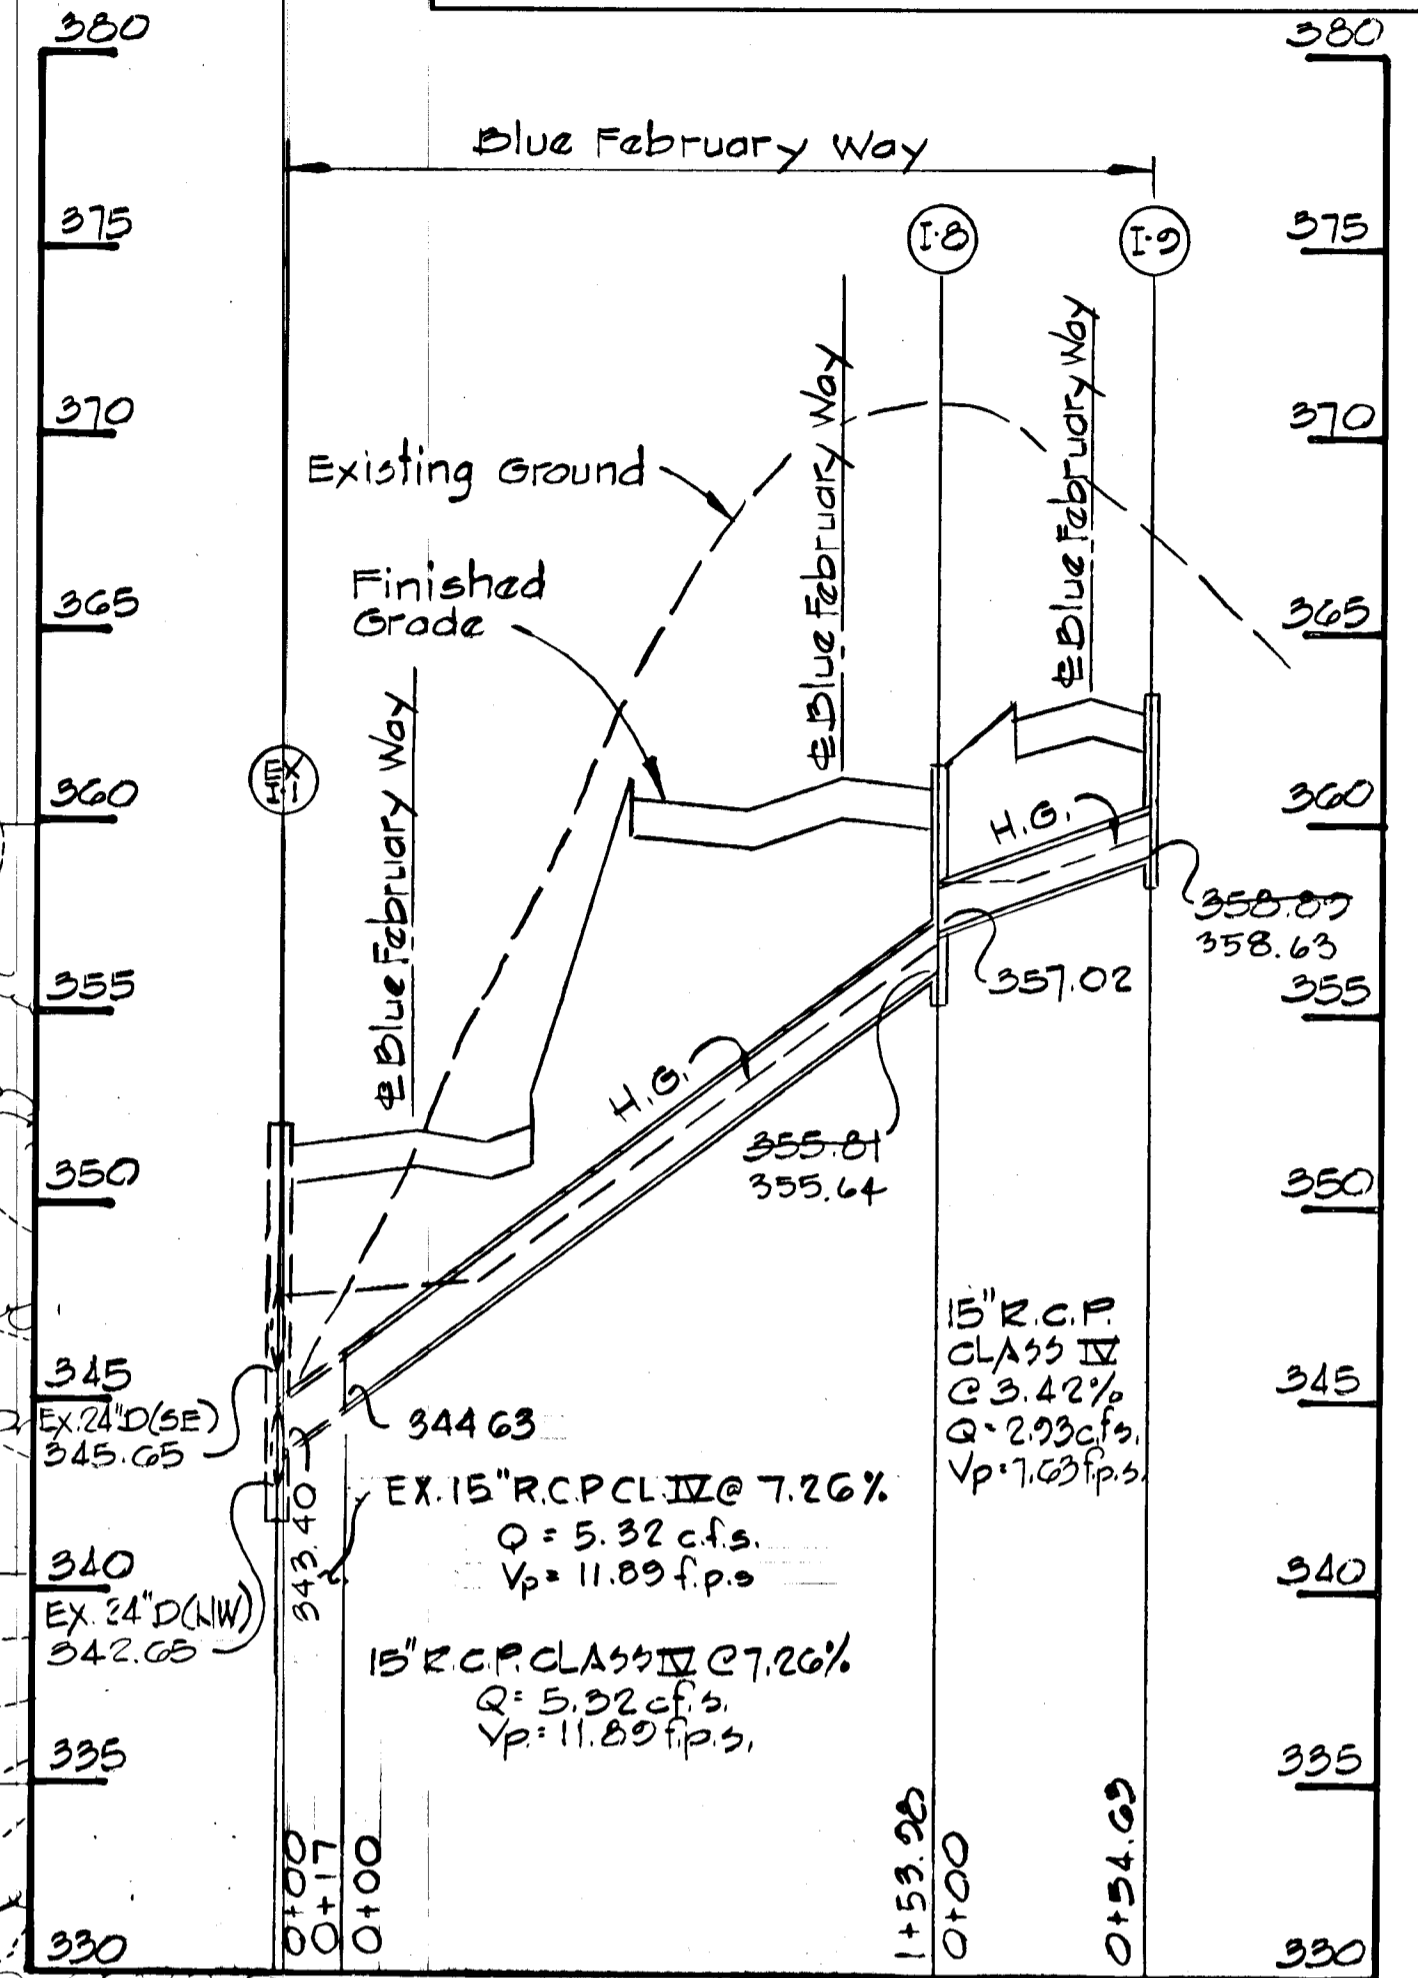 380
380
Blue February Way
375
I-8
I-9
375
370
370
Existing Ground
℄ Blue February Way
℄ Blue February Way
Finished
Grade
365
365
℄ Blue February Way
EX
360
H.G.
360
358.89
358.63
355
357.02
355
H.G.
355.81
355.64
350
350
15" R.C.P.
CLASS IV
@ 3.42%
Q=2.93c.f.s.
Vp=7.63f.p.s.
345
345
EX. 24"D(SE)
345.65
344 63
343.40
EX. 15" R.C.P CL. IV @ 7.26%
Q = 5.32 c.f.s.
Vp = 11.89 f.p.s
340
340
EX. 24"D(NW)
342.65
15" R.C.P. CLASS IV @ 7.26%
Q= 5.32 c.f.s.
Vp.= 11.89 f.p.s.
335
335
0+00
0+17
0+00
1+53.98
0+00
0+54.63
330
330